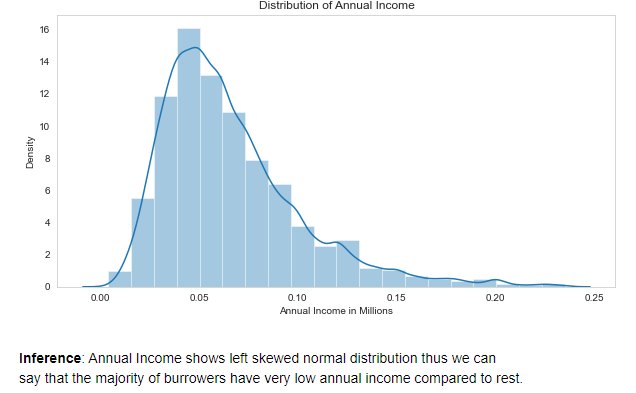 Distribution of Annual Income
16
14
12
10
8
6
4
2
0
Density
0.00 0.05 0.10 0.15 0.20 0.25
Annual Income in Millions
Inference: Annual Income shows left skewed normal distribution thus we can
say that the majority of burrowers have very low annual income compared to rest.